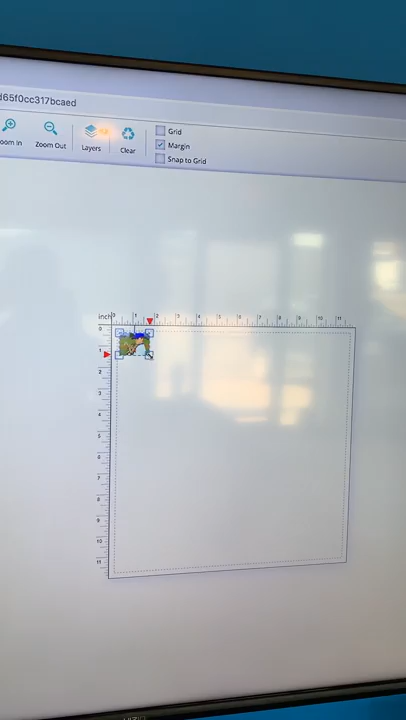 d65f0cc317bcaed
oom In
Zoom Out
Layers
Clear
Grid
Margin
Snap to Grid
inch
0 1 2 3 4 5 6 7 8 9 10 11
0
1
2
3
4
5
6
7
8
9
10
11